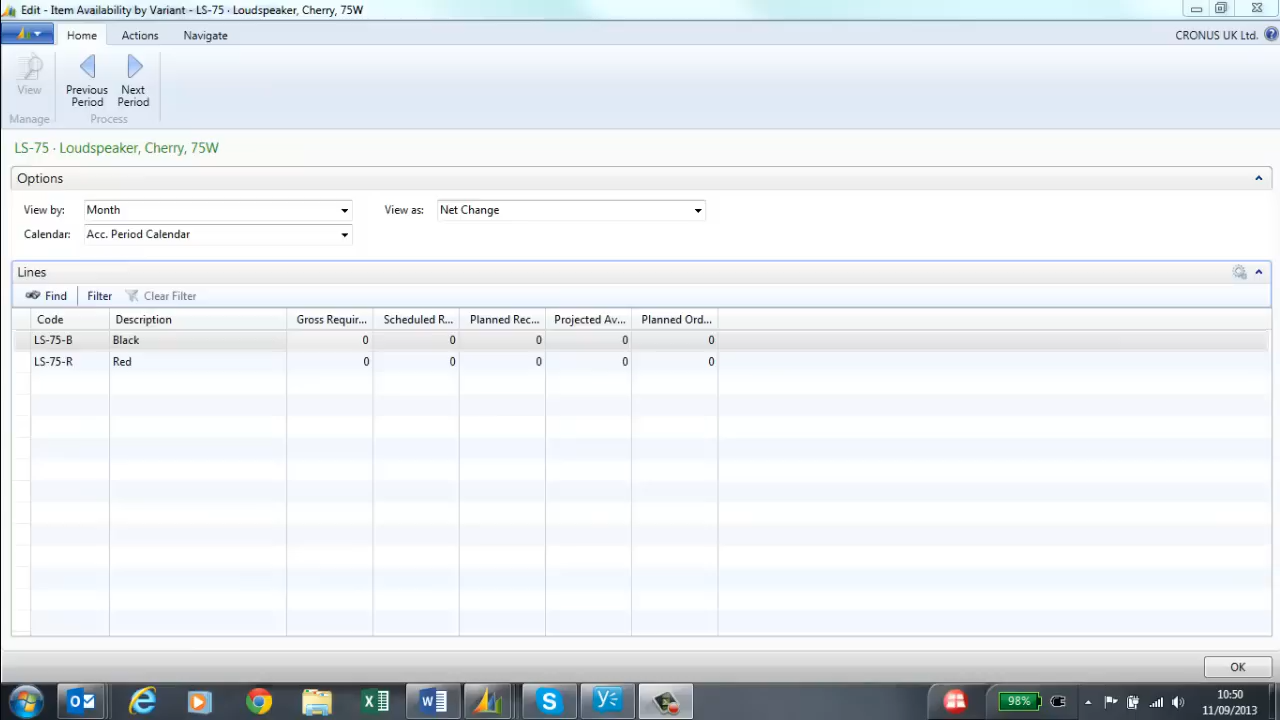 Edit - Item Availability by Variant - LS-75 · Loudspeaker, Cherry, 75W
Home Actions Navigate CRONUS UK Ltd.
View Previous Period Next Period
Manage Process
LS-75 · Loudspeaker, Cherry, 75W
Options
View by: Month View as: Net Change
Calendar: Acc. Period Calendar
Lines
Find Filter Clear Filter
Code Description Gross Requir... Scheduled R... Planned Rec... Projected Av... Planned Ord...
LS-75-B Black 0 0 0 0 0
LS-75-R Red 0 0 0 0 0
OK
98% 10:50
11/09/2013